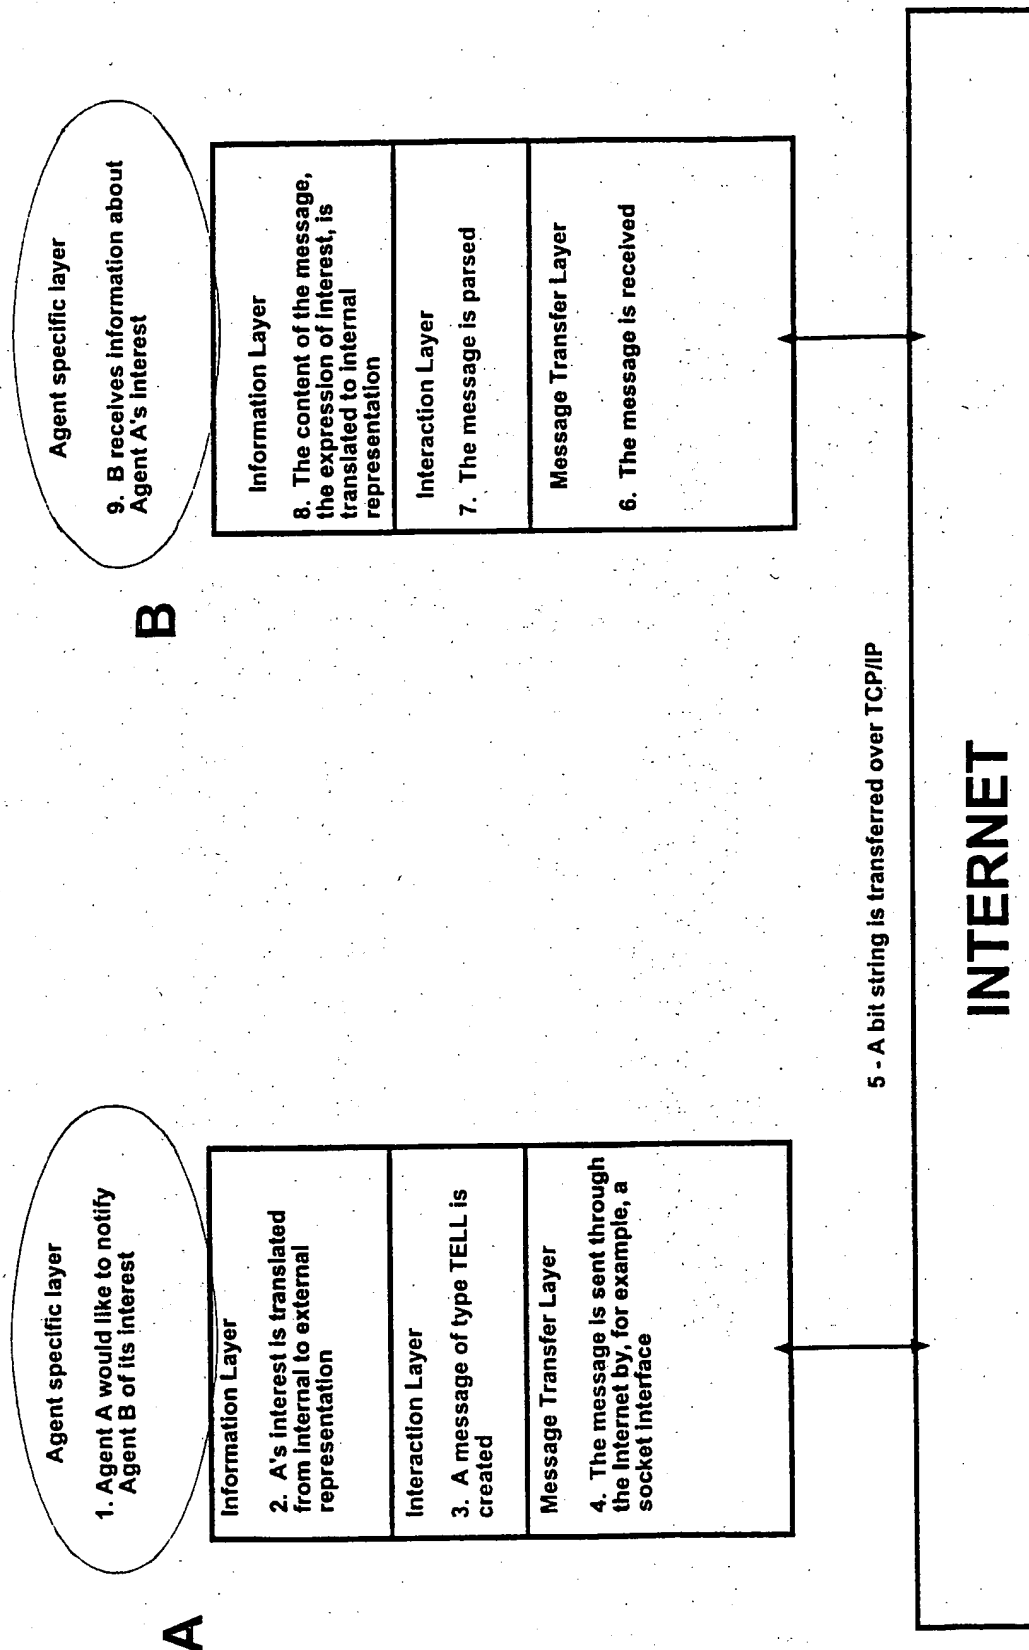 A
Agent specific layer
1. Agent A would like to notify
Agent B of its interest
Information Layer
2. A's interest is translated
from internal to external
representation
Interaction Layer
3. A message of type TELL is
created
Message Transfer Layer
4. The message is sent through
the Internet by, for example, a
socket interface
B
Agent specific layer
9. B receives information about
Agent A's interest
Information Layer
8. The content of the message,
the expression of interest, is
translated to internal
representation
Interaction Layer
7. The message is parsed
Message Transfer Layer
6. The message is received
5 - A bit string is transferred over TCP/IP
INTERNET